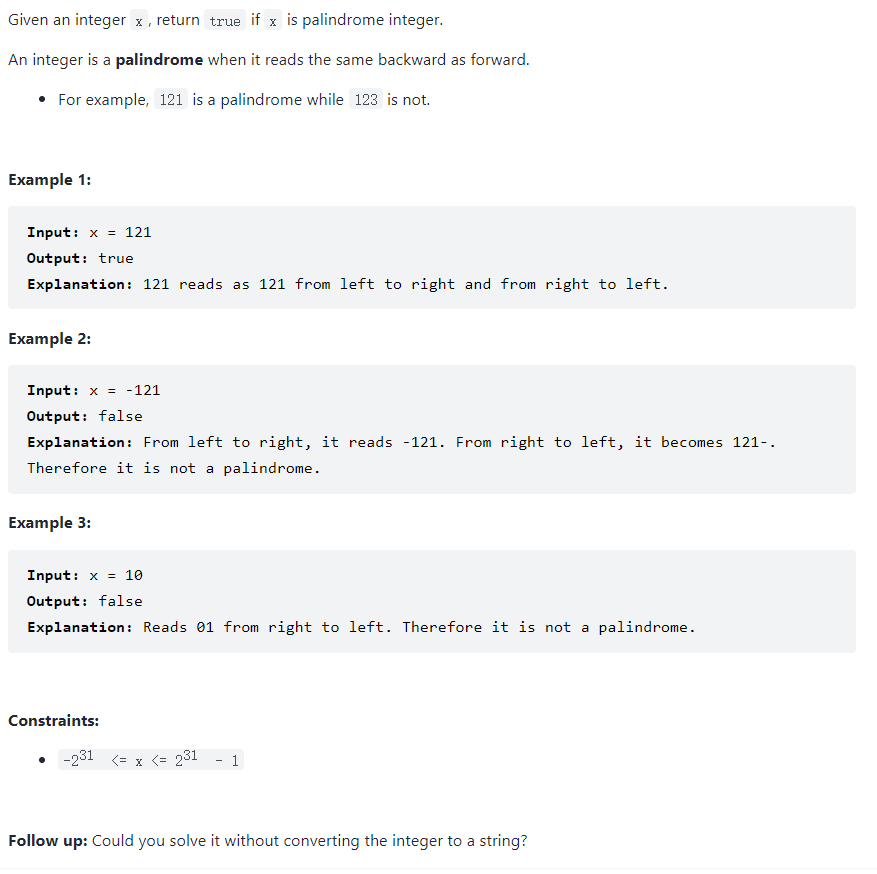 Given an integer x, return true if x is palindrome integer.
An integer is a palindrome when it reads the same backward as forward.
• For example, 121 is a palindrome while 123 is not.
Example 1:
Input: x = 121
Output: true
Explanation: 121 reads as 121 from left to right and from right to left.
Example 2:
Input: x = -121
Output: false
Explanation: From left to right, it reads -121. From right to left, it becomes 121-.
Therefore it is not a palindrome.
Example 3:
Input: x = 10
Output: false
Explanation: Reads 01 from right to left. Therefore it is not a palindrome.
Constraints:
• -2³¹ <= x <= 2³¹ - 1
Follow up: Could you solve it without converting the integer to a string?